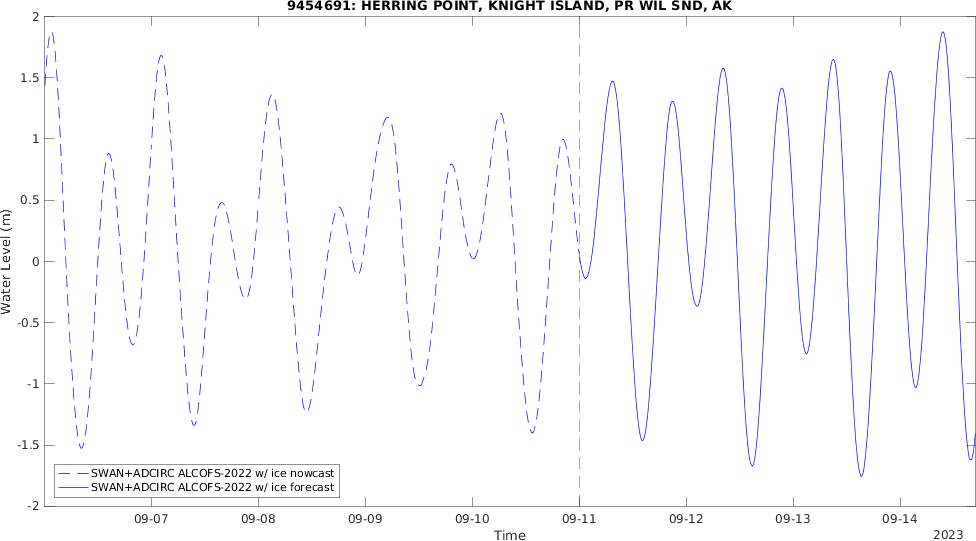 9454691: HERRING POINT, KNIGHT ISLAND, PR WIL SND, AK
2
1.5
1
0.5
0
-0.5
-1
-1.5
-2
Water Level (m)
SWAN+ADCIRC ALCOFS-2022 w/ ice nowcast
SWAN+ADCIRC ALCOFS-2022 w/ ice forecast
09-07 09-08 09-09 09-10 09-11 09-12 09-13 09-14
Time
2023